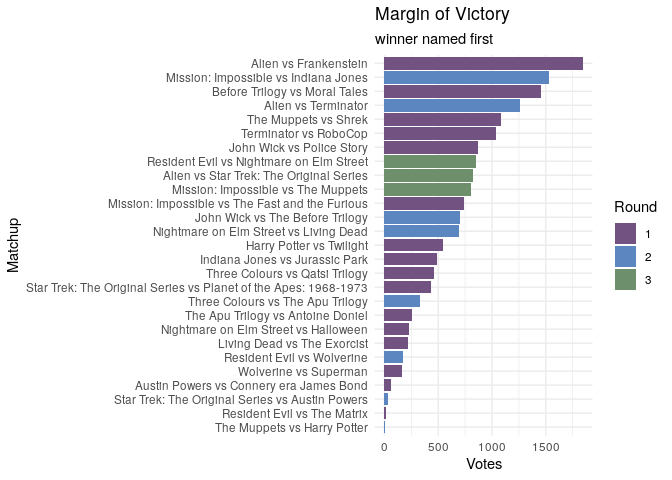 Margin of Victory
winner named first
Alien vs Frankenstein
Mission: Impossible vs Indiana Jones
Before Trilogy vs Moral Tales
Alien vs Terminator
The Muppets vs Shrek
Terminator vs RoboCop
John Wick vs Police Story
Resident Evil vs Nightmare on Elm Street
Alien vs Star Trek: The Original Series
Mission: Impossible vs The Muppets
Mission: Impossible vs The Fast and the Furious
John Wick vs The Before Trilogy
Nightmare on Elm Street vs Living Dead
Harry Potter vs Twilight
Indiana Jones vs Jurassic Park
Three Colours vs Qatsi Trilogy
Star Trek: The Original Series vs Planet of the Apes: 1968-1973
Three Colours vs The Apu Trilogy
The Apu Trilogy vs Antoine Doniel
Nightmare on Elm Street vs Halloween
Living Dead vs The Exorcist
Resident Evil vs Wolverine
Wolverine vs Superman
Austin Powers vs Connery era James Bond
Star Trek: The Original Series vs Austin Powers
Resident Evil vs The Matrix
The Muppets vs Harry Potter
Matchup
0 500 1000 1500
Votes
Round
1
2
3